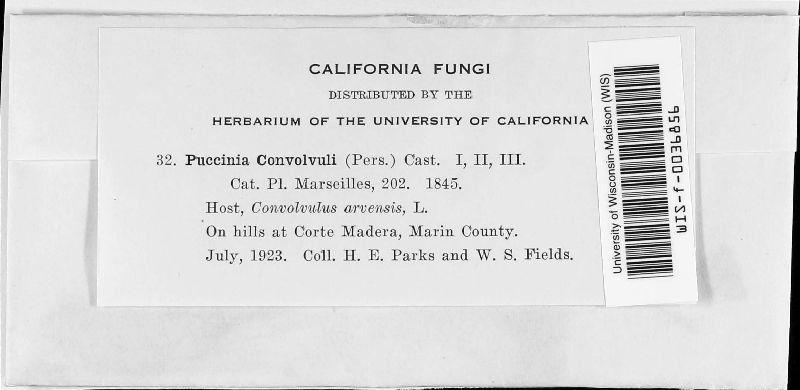 CALIFORNIA FUNGI
DISTRIBUTED BY THE
HERBARIUM OF THE UNIVERSITY OF CALIFORNIA
32. Puccinia Convolvuli (Pers.) Cast. I, II, III.
Cat. Pl. Marseilles, 202. 1845.
Host, Convolvulus arvensis, L.
On hills at Corte Madera, Marin County.
July, 1923. Coll. H. E. Parks and W. S. Fields.
University of Wisconsin-Madison (WIS)
WIS-f-0036856